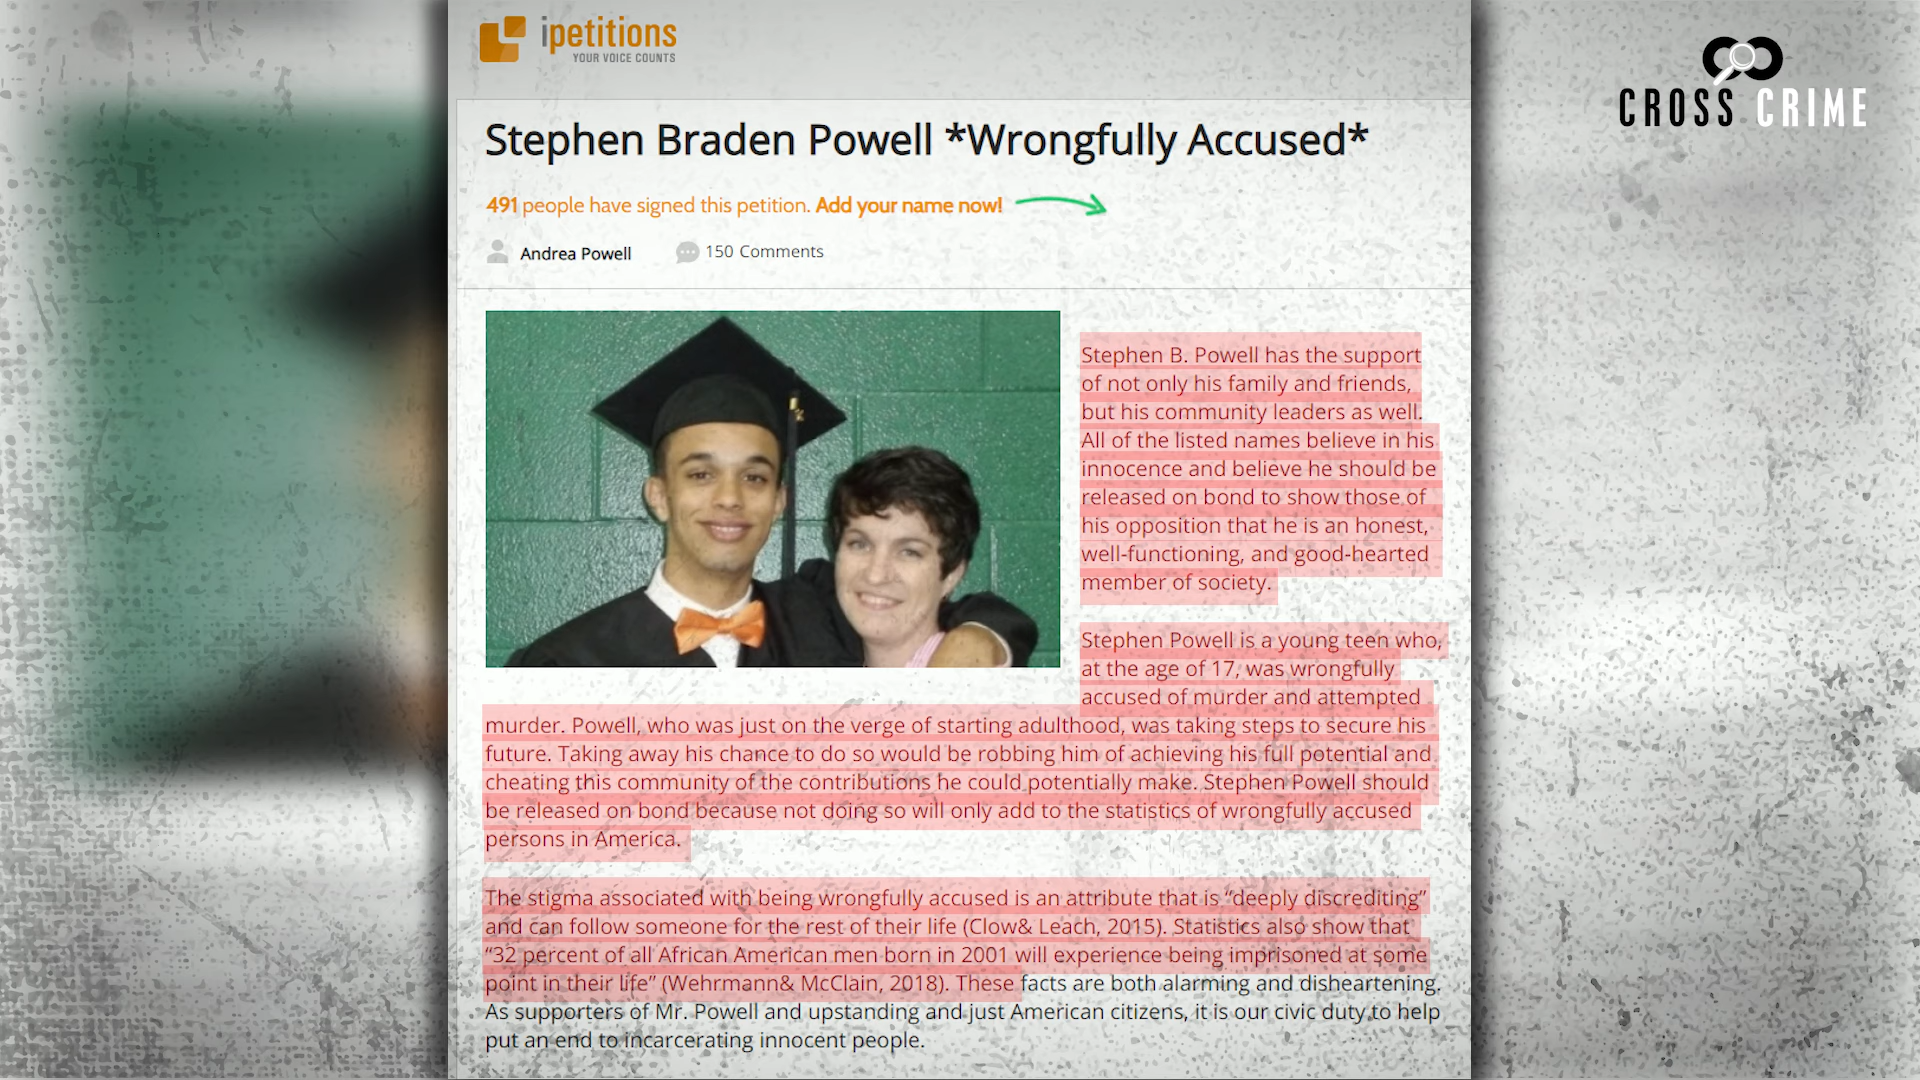 ipetitions
YOUR VOICE COUNTS
CROSS CRIME
Stephen Braden Powell *Wrongfully Accused*
491 people have signed this petition. Add your name now!
Andrea Powell
150 Comments
Stephen B. Powell has the support
of not only his family and friends,
but his community leaders as well.
All of the listed names believe in his
innocence and believe he should be
released on bond to show those of
his opposition that he is an honest,
well-functioning, and good-hearted
member of society.
Stephen Powell is a young teen who,
at the age of 17, was wrongfully
accused of murder and attempted
murder. Powell, who was just on the verge of starting adulthood, was taking steps to secure his
future. Taking away his chance to do so would be robbing him of achieving his full potential and
cheating this community of the contributions he could potentially make. Stephen Powell should
be released on bond because not doing so will only add to the statistics of wrongfully accused
persons in America.
The stigma associated with being wrongfully accused is an attribute that is “deeply discrediting”
and can follow someone for the rest of their life (Clow& Leach, 2015). Statistics also show that
“32 percent of all African American men born in 2001 will experience being imprisoned at some
point in their life” (Wehrmann& McClain, 2018). These facts are both alarming and disheartening.
As supporters of Mr. Powell and upstanding and just American citizens, it is our civic duty to help
put an end to incarcerating innocent people.